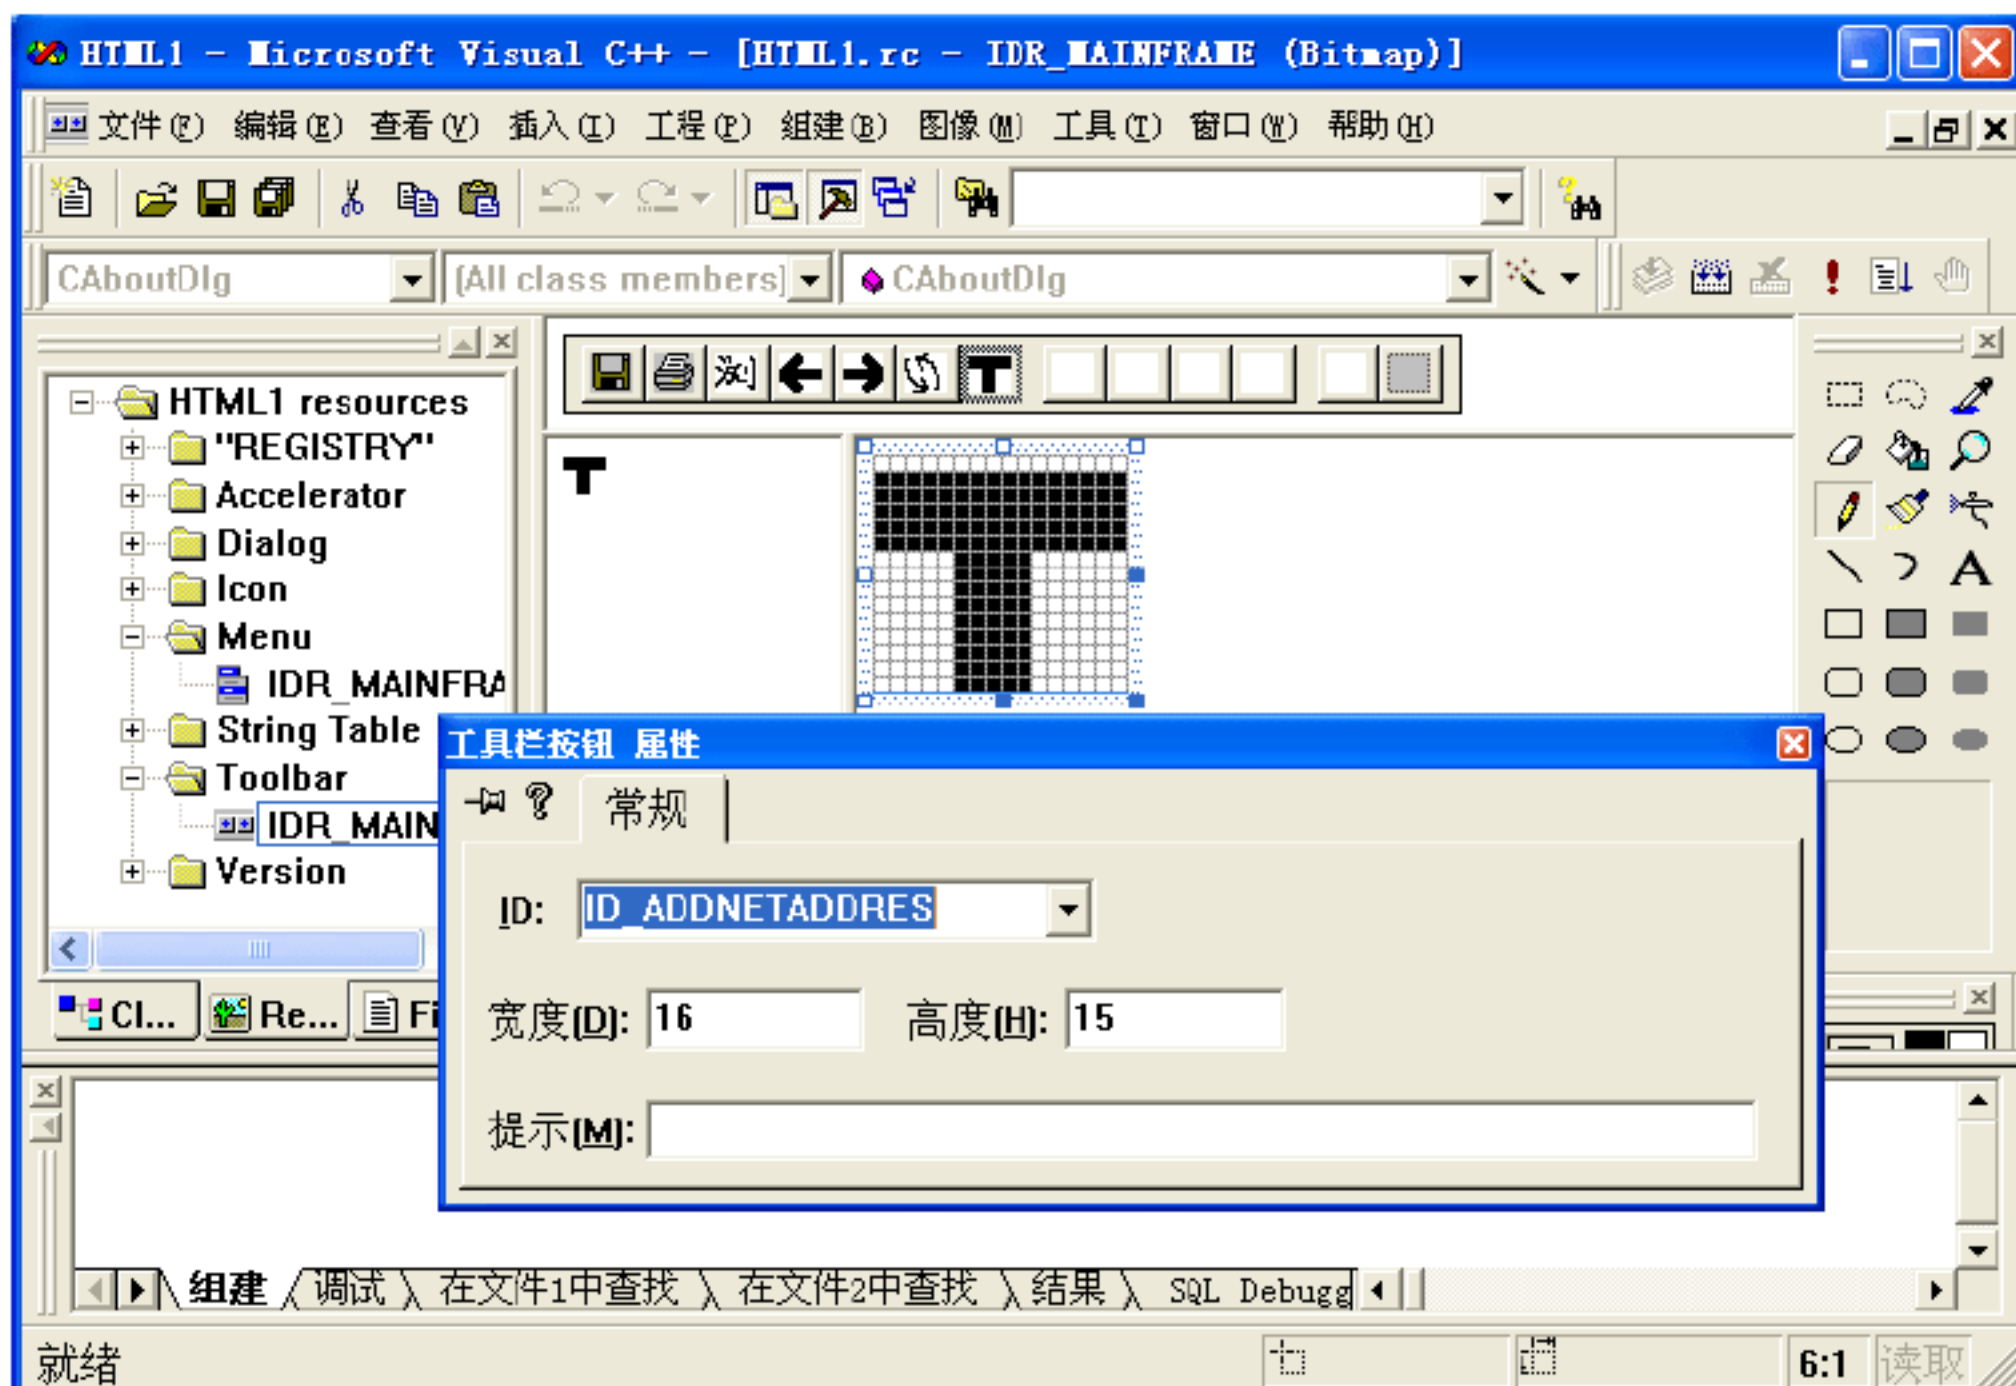 HTML1 - Microsoft Visual C++ - [HTML1.rc - IDR_MAINFRAME (Bitmap)]
文件(F) 编辑(E) 查看(V) 插入(I) 工程(P) 组建(B) 图像(M) 工具(T) 窗口(W) 帮助(H)
CAboutDlg (All class members) CAboutDlg
HTML1 resources
"REGISTRY"
Accelerator
Dialog
Icon
Menu
IDR_MAINFRA
String Table
Toolbar
IDR_MAIN
Version
Cl... Re... Fi
工具栏按钮 属性
常规
ID: ID_ADDNETADDRES
宽度(D): 16 高度(H): 15
提示(M):
组建 调试 在文件1中查找 在文件2中查找 结果 SQL Debugg
就绪 6:1 读取